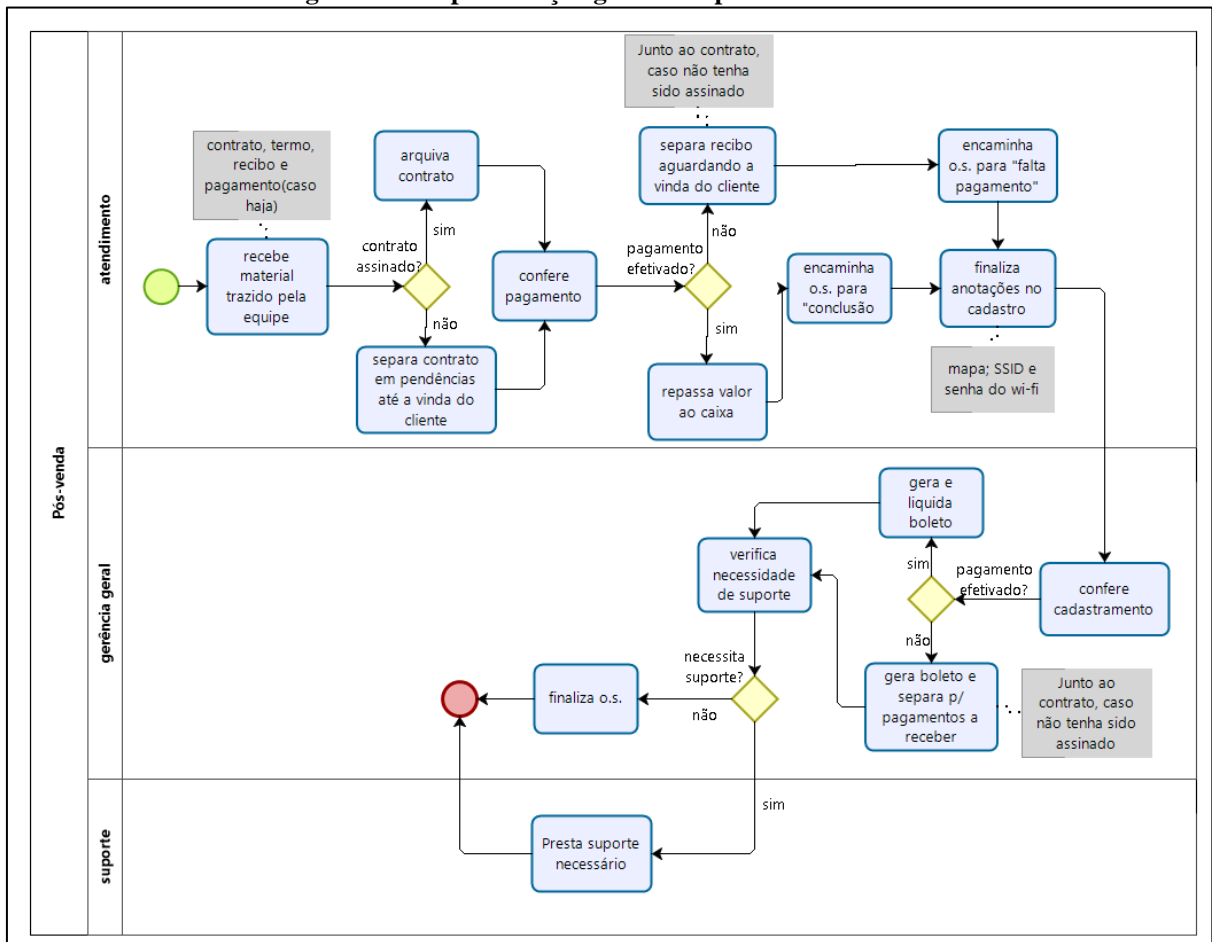 Pós-venda
atendimento
contrato, termo,
recibo e
pagamento(caso
haja)
recebe
material
trazido pela
equipe
contrato
assinado?
sim
arquiva
contrato
não
separa contrato
em pendências
até a vinda do
cliente
confere
pagamento
pagamento
efetivado?
não
Junto ao contrato,
caso não tenha
sido assinado
separa recibo
aguardando a
vinda do cliente
encaminha
o.s. para "falta
pagamento"
sim
repassa valor
ao caixa
encaminha
o.s. para
"conclusão
finaliza
anotações no
cadastro
mapa; SSID e
senha do wi-fi
gerência geral
confere
cadastramento
pagamento
efetivado?
sim
gera e
liquida
boleto
não
gera boleto e
separa p/
pagamentos a
receber
Junto ao
contrato, caso
não tenha sido
assinado
verifica
necessidade
de suporte
necessita
suporte?
não
finaliza o.s.
sim
suporte
Presta suporte
necessário